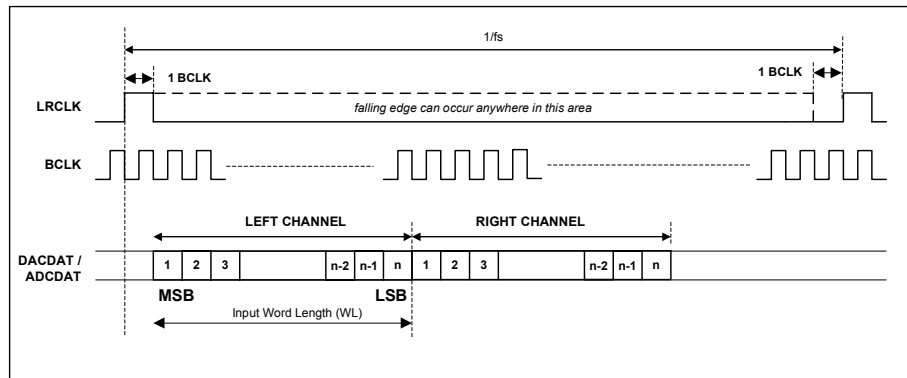 1/fs
1 BCLK
1 BCLK
LRCLK
falling edge can occur anywhere in this area
BCLK
LEFT CHANNEL
RIGHT CHANNEL
DACDAT /
ADCDAT
1 2 3 n-2 n-1 n 1 2 3 n-2 n-1 n
MSB LSB
Input Word Length (WL)